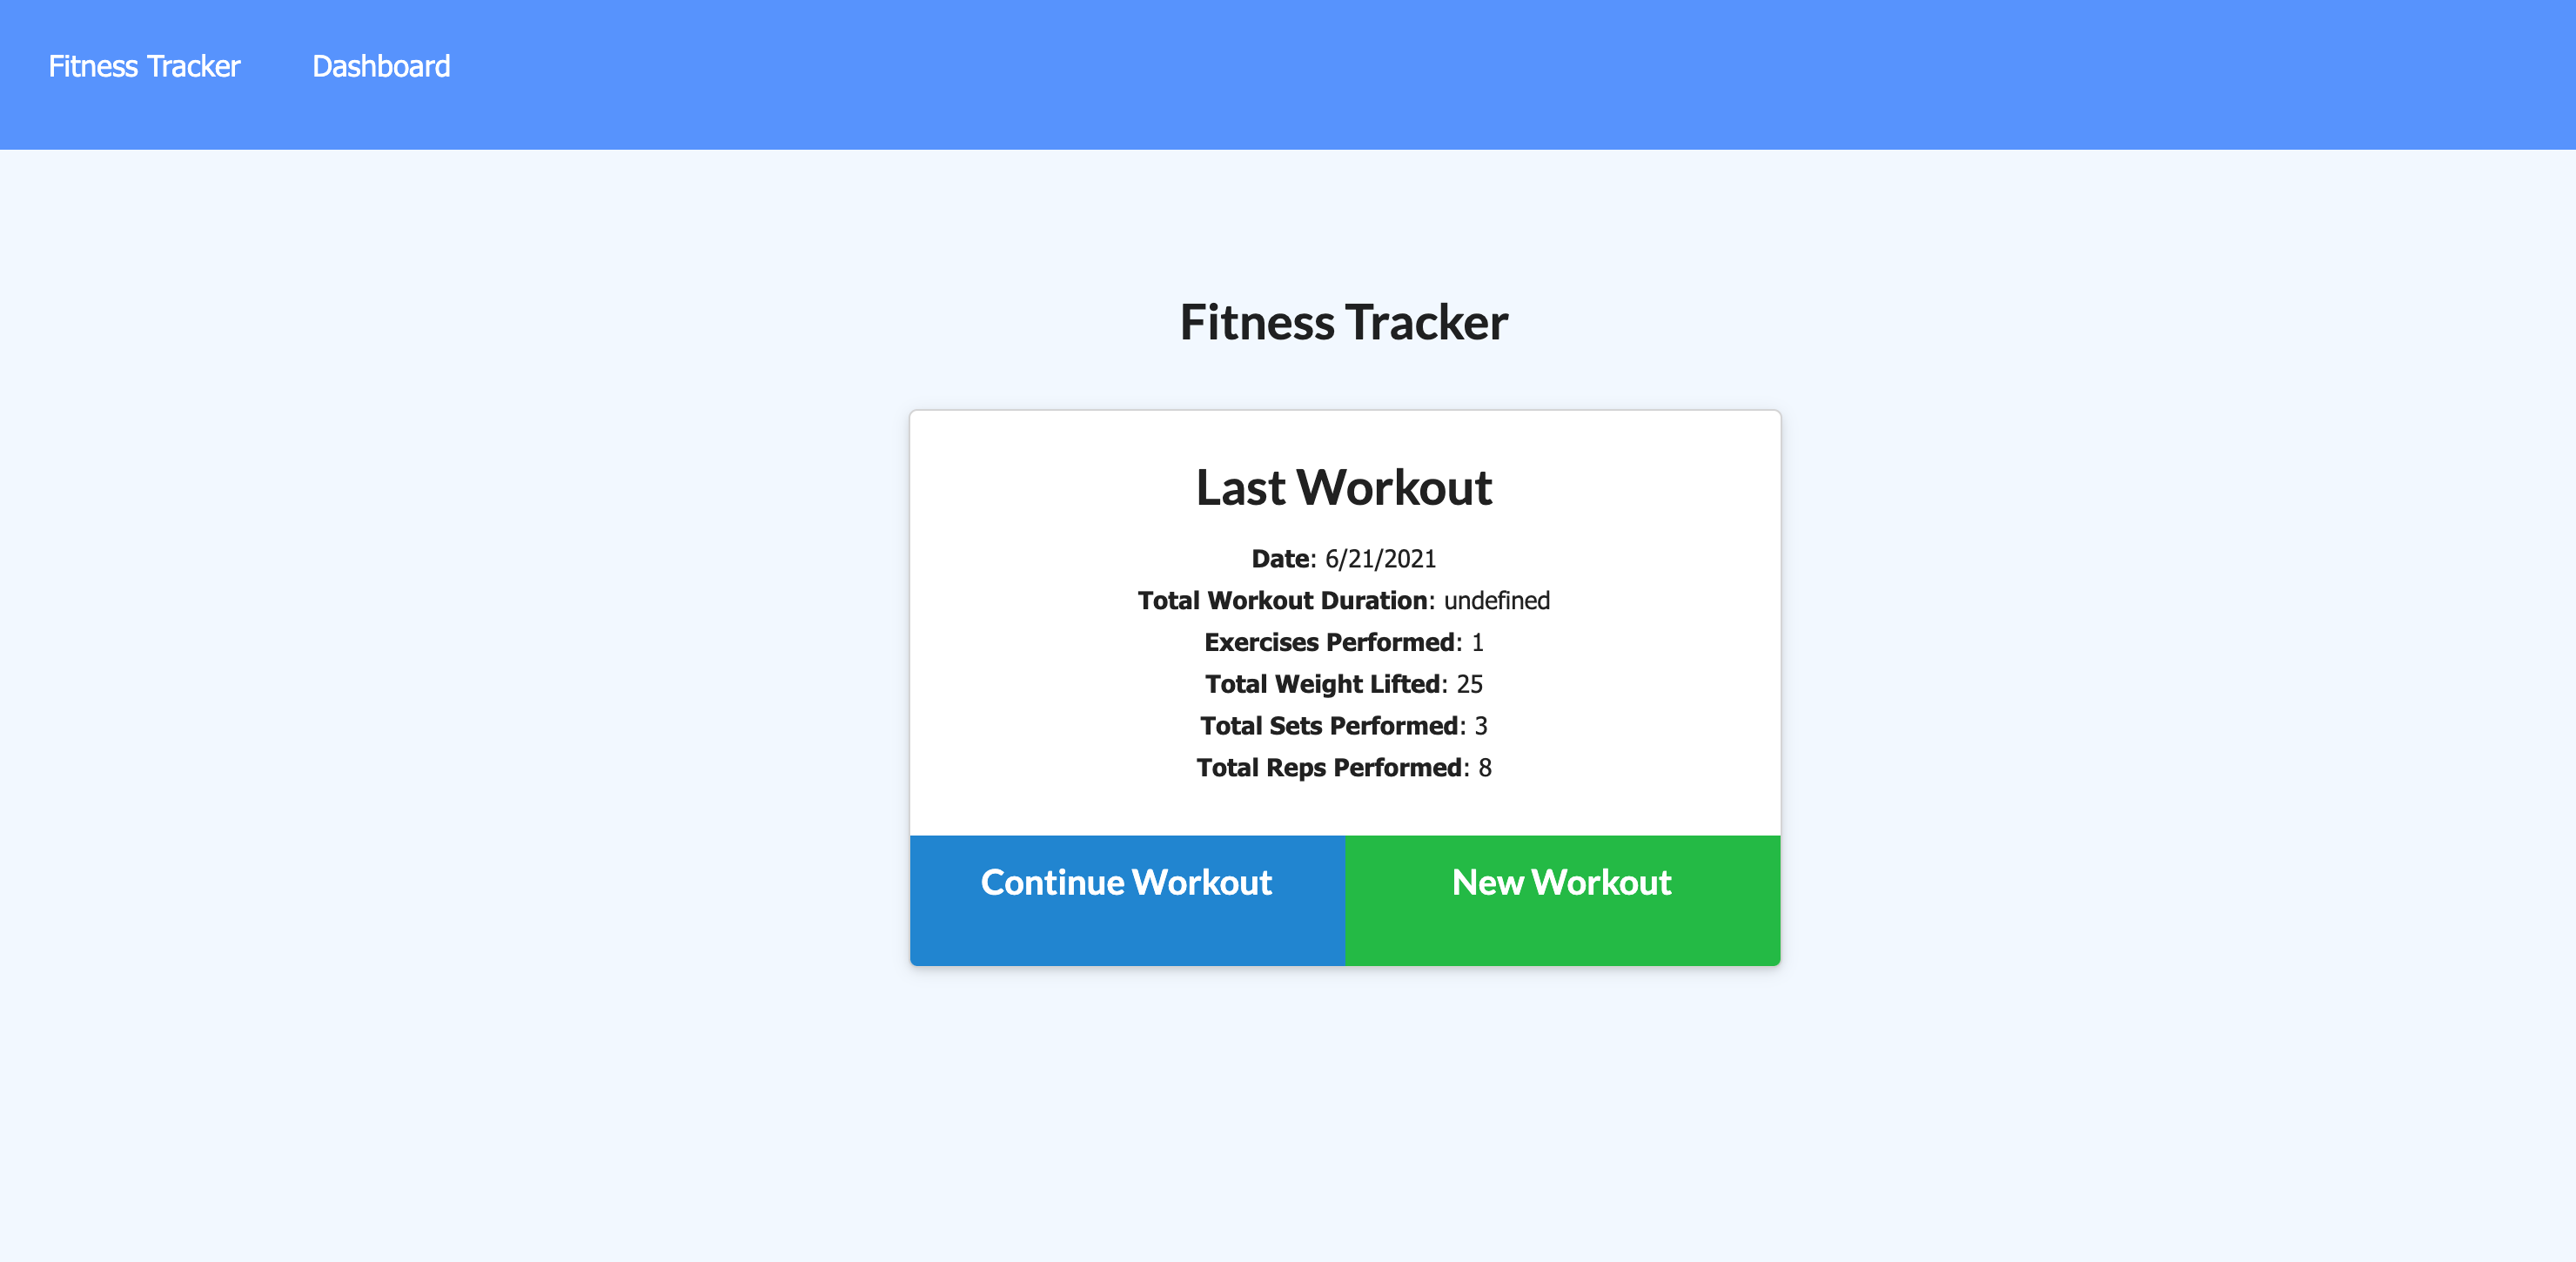 Fitness Tracker Dashboard
Fitness Tracker
Last Workout
Date: 6/21/2021
Total Workout Duration: undefined
Exercises Performed: 1
Total Weight Lifted: 25
Total Sets Performed: 3
Total Reps Performed: 8
Continue Workout New Workout